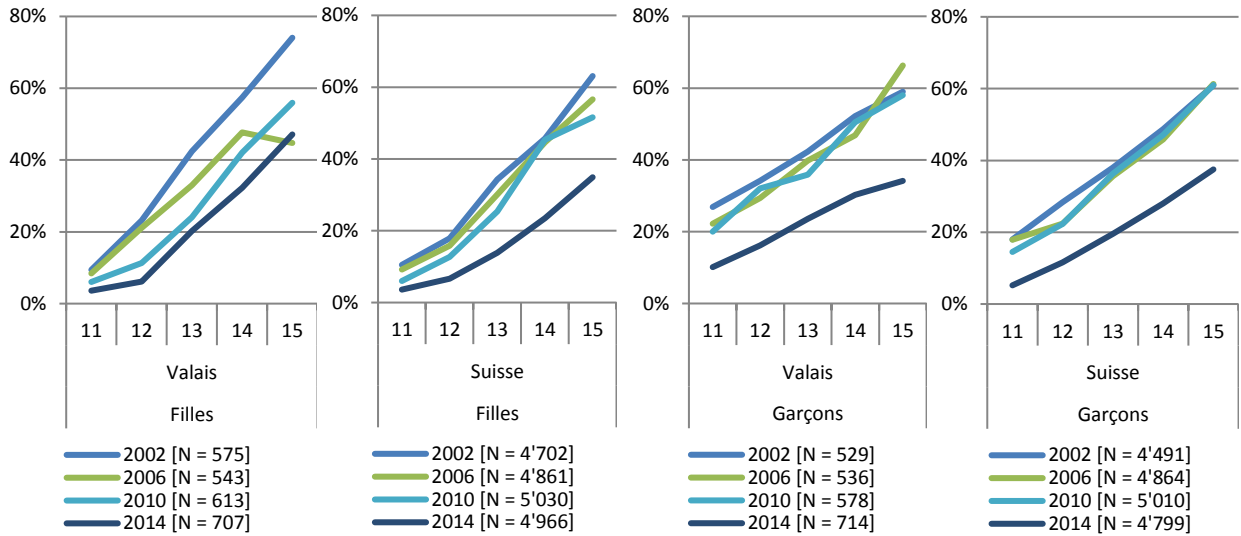 80%
60%
40%
20%
0%
11 12 13 14 15
Valais
Filles
2002 [N = 575]
2006 [N = 543]
2010 [N = 613]
2014 [N = 707]
80%
60%
40%
20%
0%
11 12 13 14 15
Suisse
Filles
2002 [N = 4'702]
2006 [N = 4'861]
2010 [N = 5'030]
2014 [N = 4'966]
80%
60%
40%
20%
0%
11 12 13 14 15
Valais
Garçons
2002 [N = 529]
2006 [N = 536]
2010 [N = 578]
2014 [N = 714]
80%
60%
40%
20%
0%
11 12 13 14 15
Suisse
Garçons
2002 [N = 4'491]
2006 [N = 4'864]
2010 [N = 5'010]
2014 [N = 4'799]